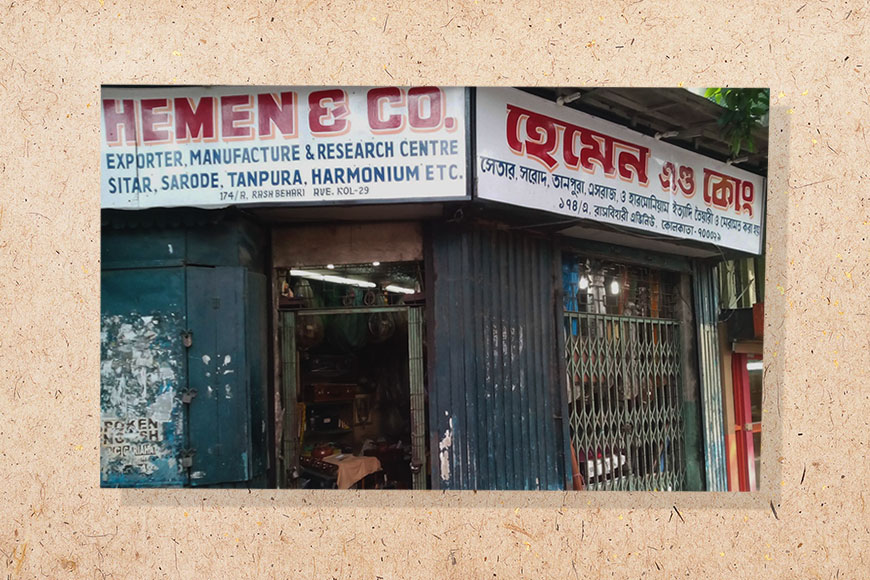 HEMEN & CO.
EXPORTER, MANUFACTURE & RESEARCH CENTRE
SITAR, SARODE, TANPURA, HARMONIUM ETC.
174/A, RASH BEHARI AVE. KOL-29
হেমেন এণ্ড কোং
সেতার, সারোদ, তানপুরা, এসরাজ, ও হারমোনিয়াম ইত্যাদি তৈয়ারী ও মেরামত করা হয়
১৭৪/এ, রাসবিহারী এভিনিউ, কোলকাতা-৭০০০২৯